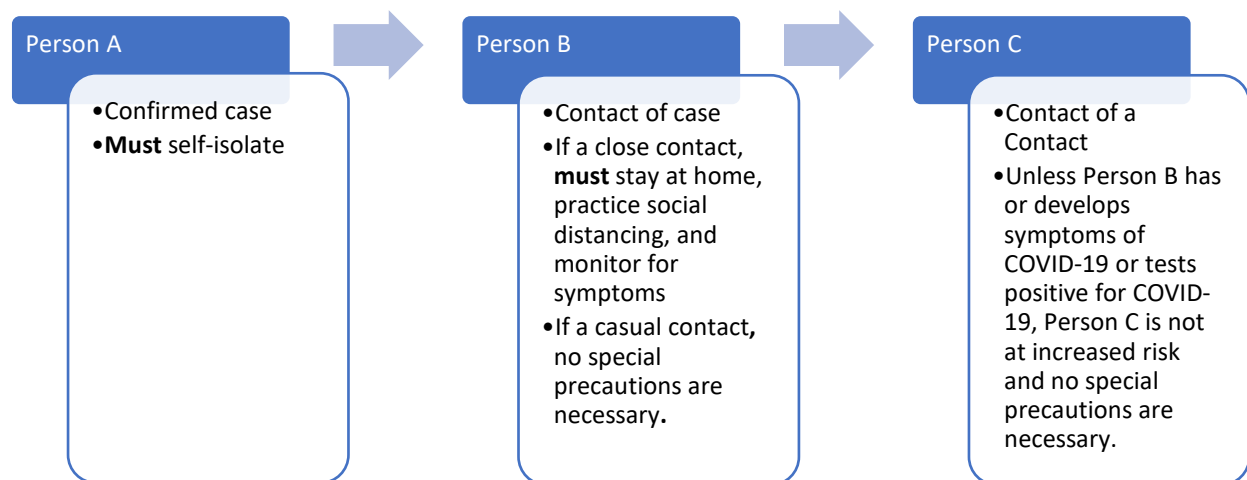 Person A
•Confirmed case
•Must self-isolate
Person B
•Contact of case
•If a close contact,
must stay at home,
practice social
distancing, and
monitor for
symptoms
•If a casual contact,
no special
precautions are
necessary.
Person C
•Contact of a
Contact
•Unless Person B has
or develops
symptoms of
COVID-19 or tests
positive for COVID-
19, Person C is not
at increased risk
and no special
precautions are
necessary.